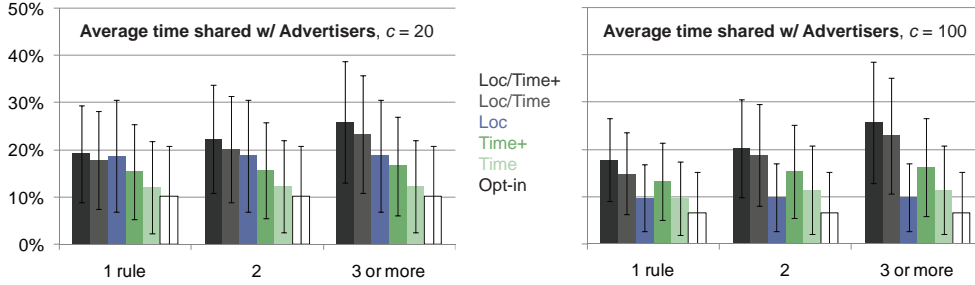 50%
40%
30%
20%
10%
0%
Average time shared w/ Advertisers, c = 20
1 rule
2
3 or more
Loc/Time+
Loc/Time
Loc
Time+
Time
Opt-in
Average time shared w/ Advertisers, c = 100
1 rule
2
3 or more